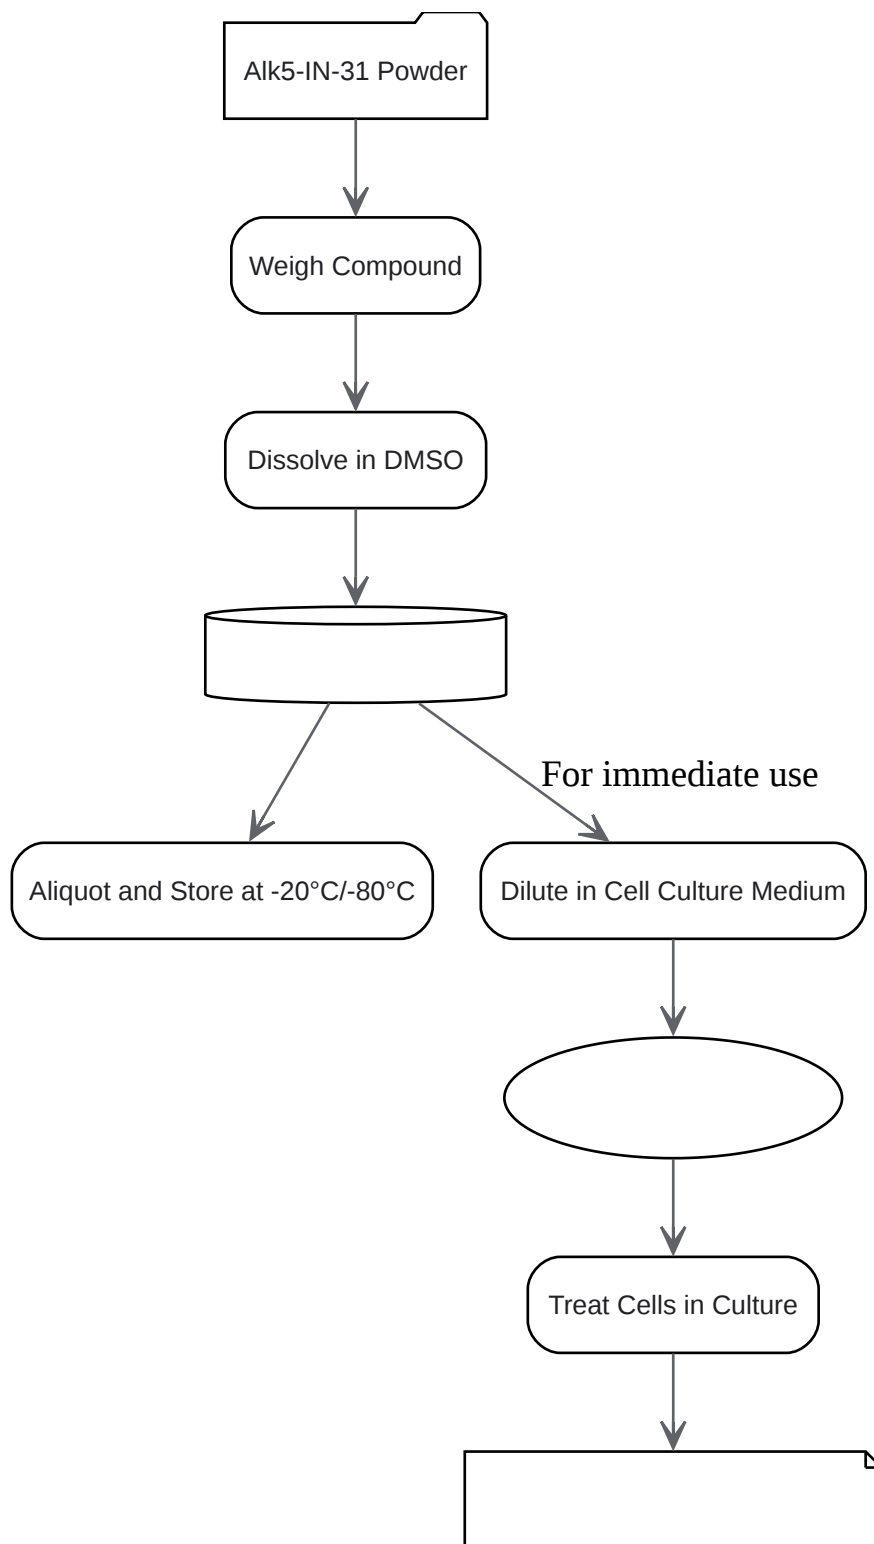 Alk5-IN-31 Powder
Weigh Compound
Dissolve in DMSO
For immediate use
Aliquot and Store at -20°C/-80°C
Dilute in Cell Culture Medium
Treat Cells in Culture